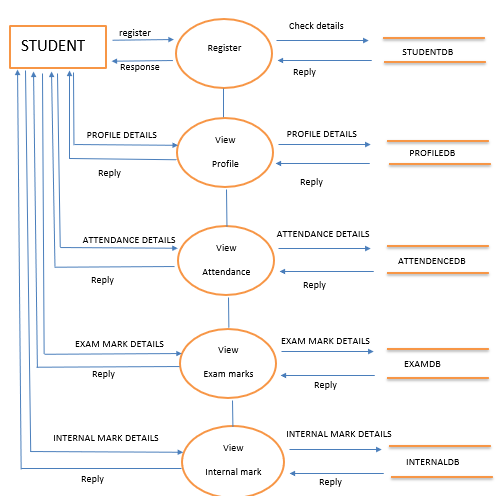 STUDENT
register
Response
Register
Check details
Reply
STUDENTDB
PROFILE DETAILS
Reply
View
Profile
PROFILE DETAILS
Reply
PROFILEDB
ATTENDANCE DETAILS
Reply
View
Attendance
ATTENDANCE DETAILS
Reply
ATTENDENCEDB
EXAM MARK DETAILS
Reply
View
Exam marks
EXAM MARK DETAILS
Reply
EXAMDB
INTERNAL MARK DETAILS
Reply
View
Internal mark
INTERNAL MARK DETAILS
Reply
INTERNALDB